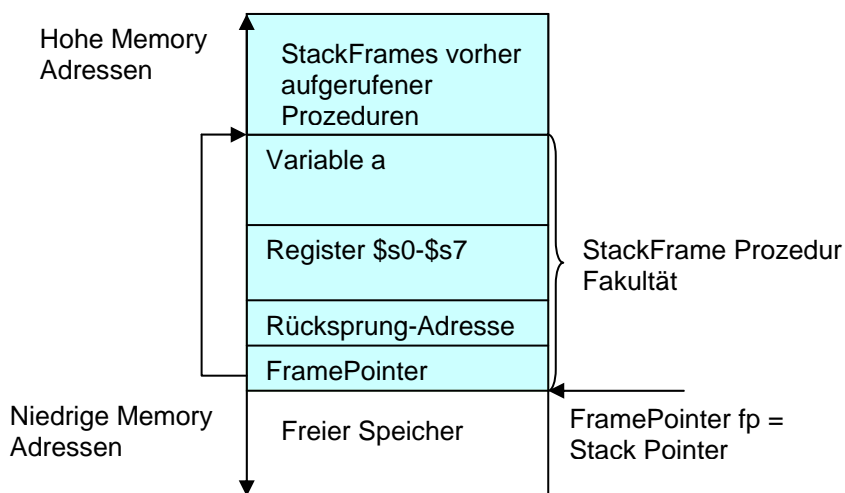 Hohe Memory
Adressen
StackFrames vorher
aufgerufener
Prozeduren
Variable a
Register $s0-$s7
StackFrame Prozedur
Fakultät
Rücksprung-Adresse
FramePointer
Niedrige Memory
Adressen
Freier Speicher
FramePointer fp =
Stack Pointer